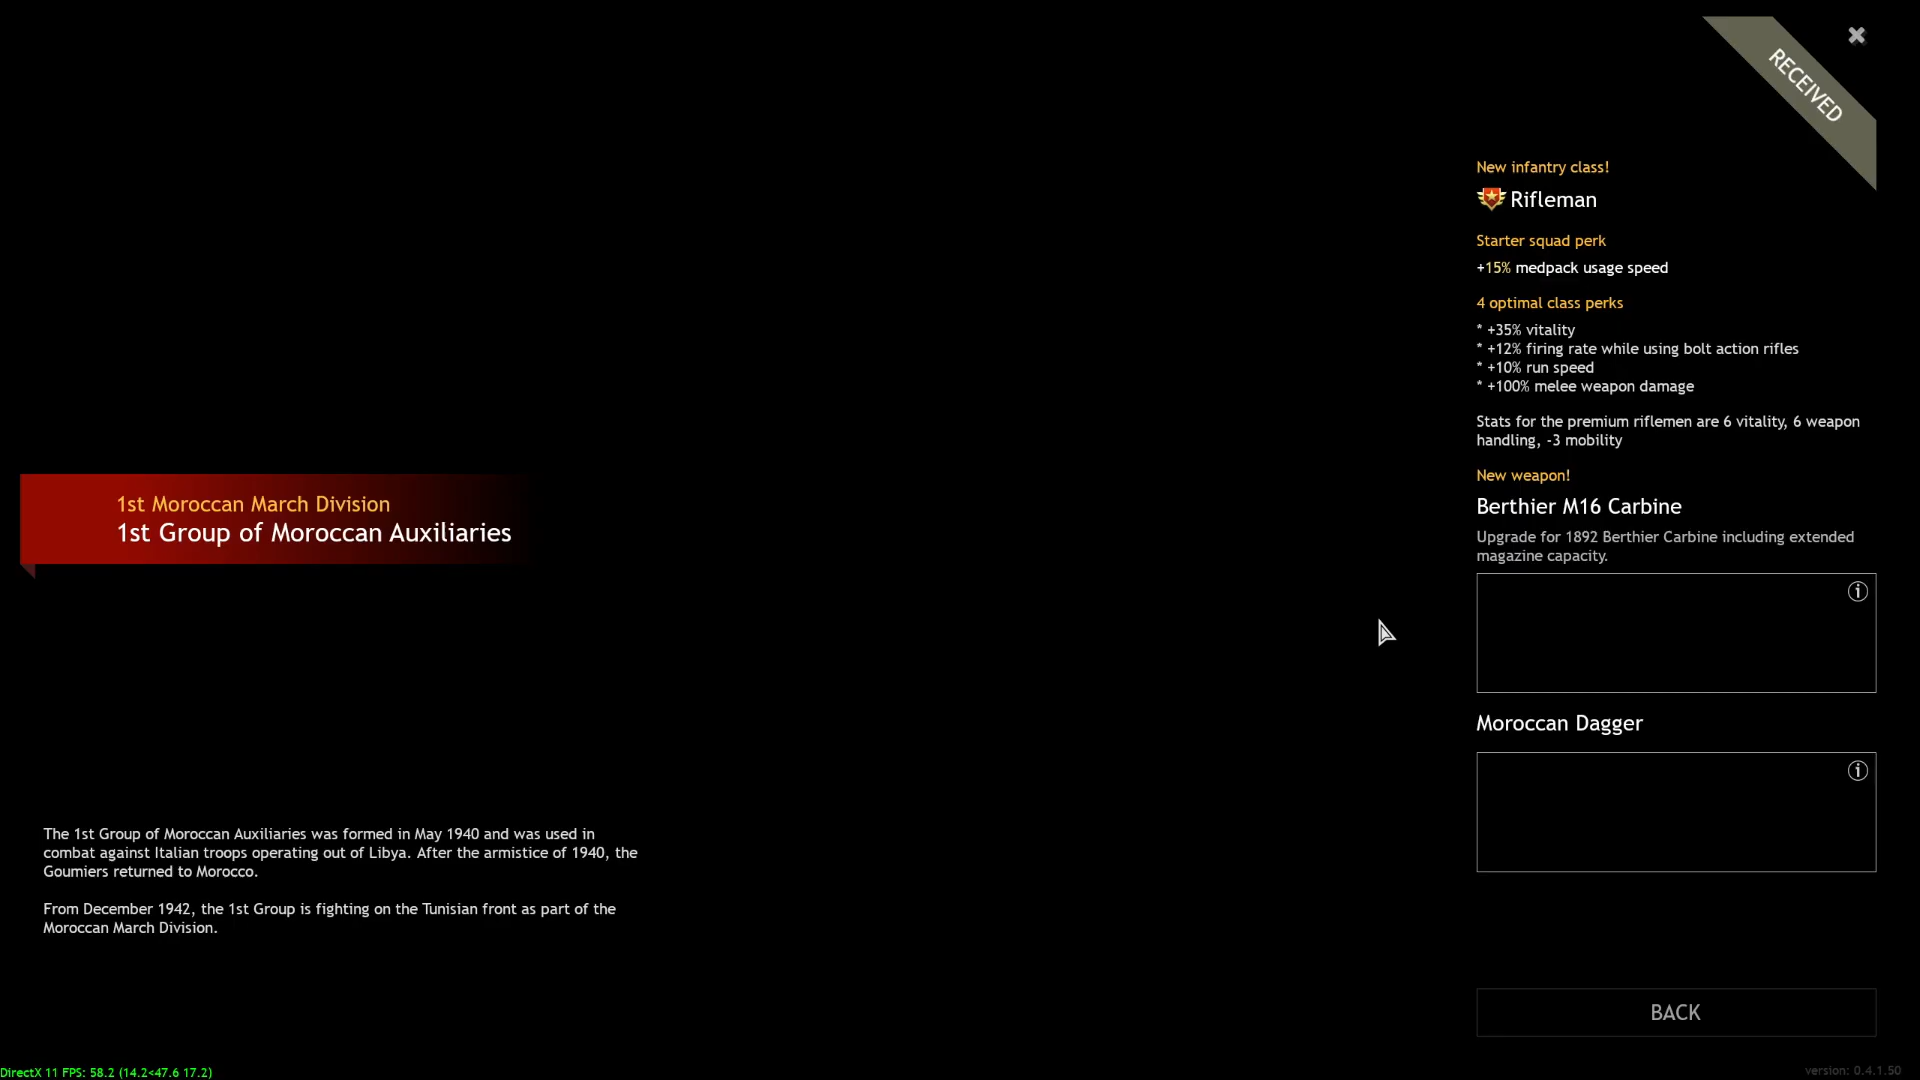 RECEIVED
New infantry class!
Rifleman
Starter squad perk
+15% medpack usage speed
4 optimal class perks
* +35% vitality
* +12% firing rate while using bolt action rifles
* +10% run speed
* +100% melee weapon damage
Stats for the premium riflemen are 6 vitality, 6 weapon
handling, -3 mobility
New weapon!
Berthier M16 Carbine
Upgrade for 1892 Berthier Carbine including extended
magazine capacity.
Moroccan Dagger
1st Moroccan March Division
1st Group of Moroccan Auxiliaries
The 1st Group of Moroccan Auxiliaries was formed in May 1940 and was used in
combat against Italian troops operating out of Libya. After the armistice of 1940, the
Goumiers returned to Morocco.
From December 1942, the 1st Group is fighting on the Tunisian front as part of the
Moroccan March Division.
BACK
DirectX 11 FPS: 58.2 (14.2<47.6 17.2)
version: 0.4.1.50